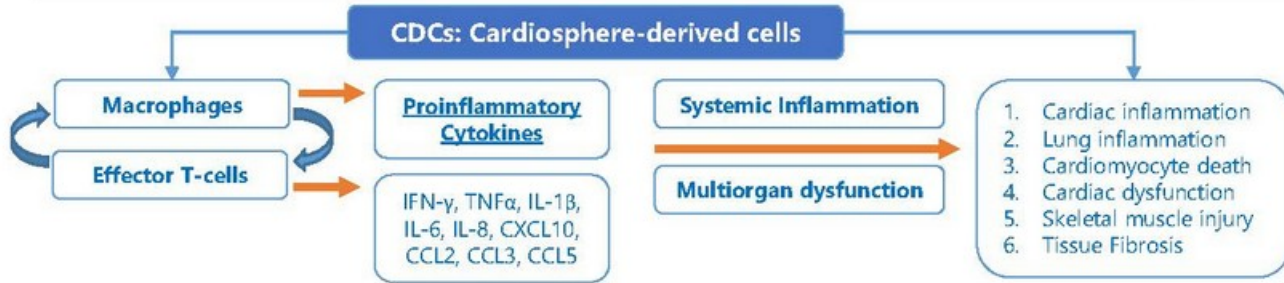 CDCs: Cardiosphere-derived cells
Macrophages
Effector T-cells
Proinflammatory
Cytokines
IFN-γ, TNFα, IL-1β,
IL-6, IL-8, CXCL10,
CCL2, CCL3, CCL5
Systemic Inflammation
Multiorgan dysfunction
1. Cardiac inflammation
2. Lung inflammation
3. Cardiomyocyte death
4. Cardiac dysfunction
5. Skeletal muscle injury
6. Tissue Fibrosis